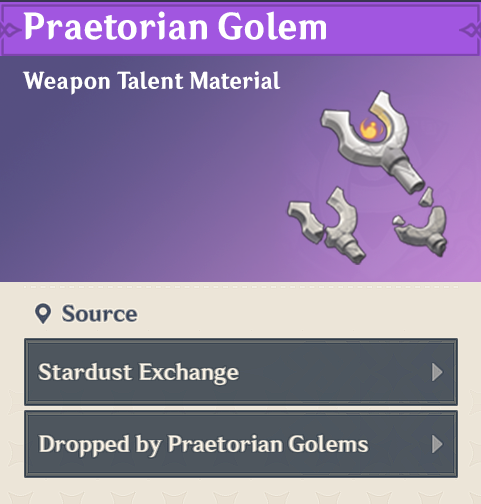 Praetorian Golem
Weapon Talent Material
Source
Stardust Exchange
Dropped by Praetorian Golems